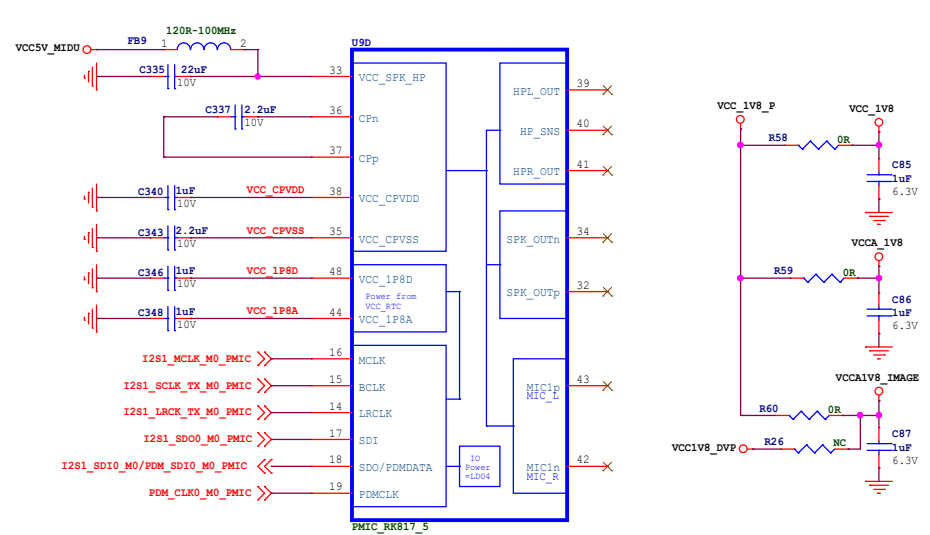 120R-100MHz
VCC5V_MIDU
FB9
1
2
U9D
C335
22uF
10V
33
VCC_SPK_HP
C337
2.2uF
10V
36
CPn
37
CPp
C340
1uF
10V
VCC_CPVDD
38
VCC_CPVDD
C343
2.2uF
10V
VCC_CPVSS
35
VCC_CPVSS
C346
1uF
10V
VCC_1P8D
48
VCC_1P8D
Power from
VCC_RTC
C348
1uF
10V
VCC_1P8A
44
VCC_1P8A
I2S1_MCLK_M0_PMIC
16
MCLK
I2S1_SCLK_TX_M0_PMIC
15
BCLK
I2S1_LRCK_TX_M0_PMIC
14
LRCLK
I2S1_SDO0_M0_PMIC
17
SDI
I2S1_SDI0_M0/PDM_SDI0_M0_PMIC
18
SDO/PDMDATA
PDM_CLK0_M0_PMIC
19
PDMCLK
IO
Power
=LDO4
HPL_OUT
39
HP_SNS
40
HPR_OUT
41
SPK_OUTn
34
SPK_OUTp
32
MIC1p
MIC_L
43
MIC1n
MIC_R
42
PMIC_RK817_5
VCC_1V8_P
VCC_1V8
R58
0R
C85
1uF
6.3V
VCCA_1V8
R59
0R
C86
1uF
6.3V
VCCA1V8_IMAGE
R60
0R
VCC1V8_DVP
R26
NC
C87
1uF
6.3V